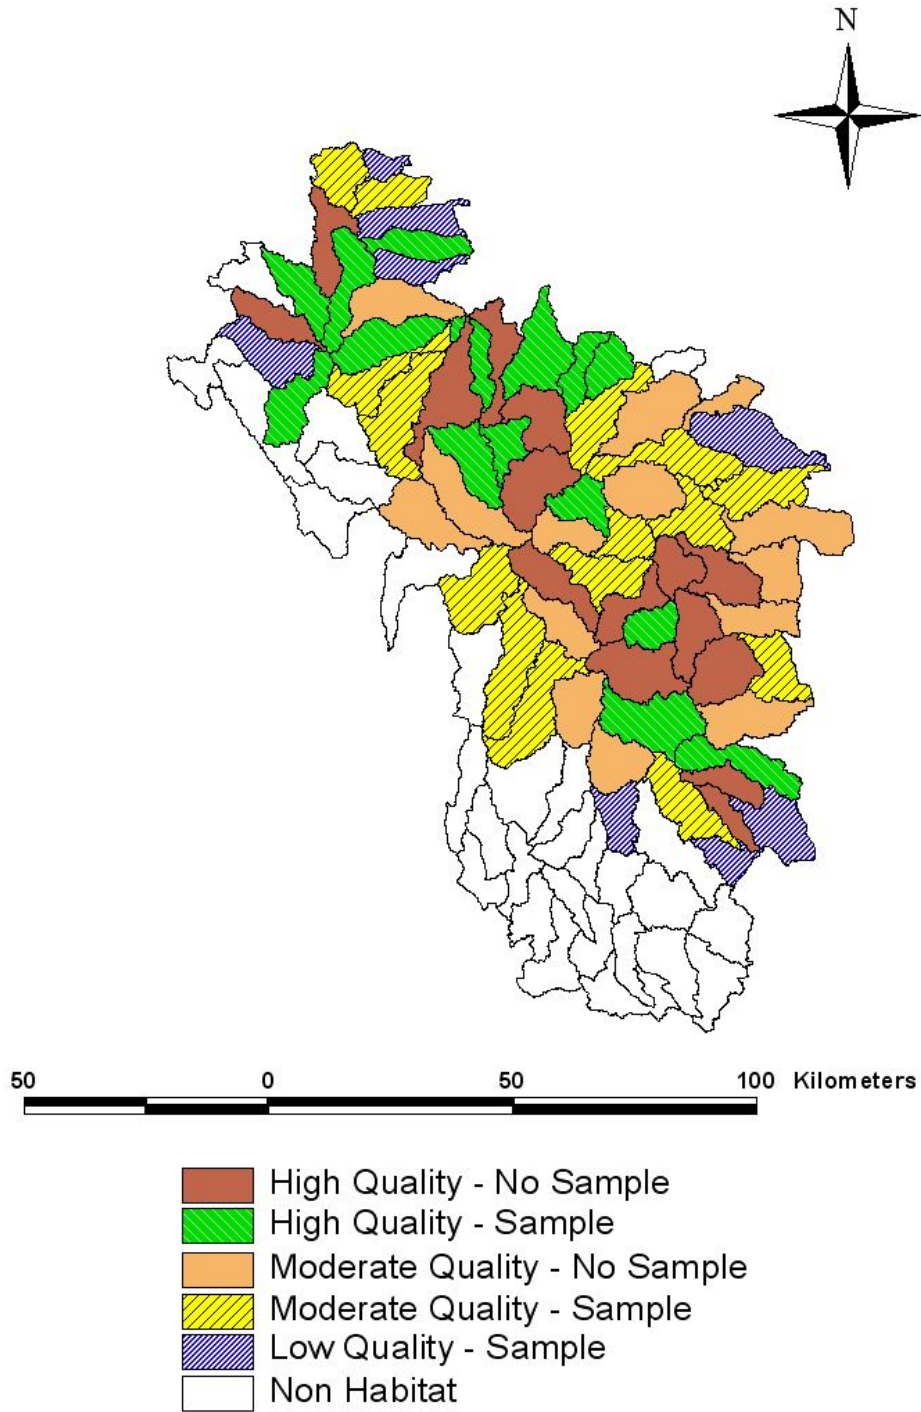 N
50 0 50 100 Kilometers
High Quality - No Sample
High Quality - Sample
Moderate Quality - No Sample
Moderate Quality - Sample
Low Quality - Sample
Non Habitat